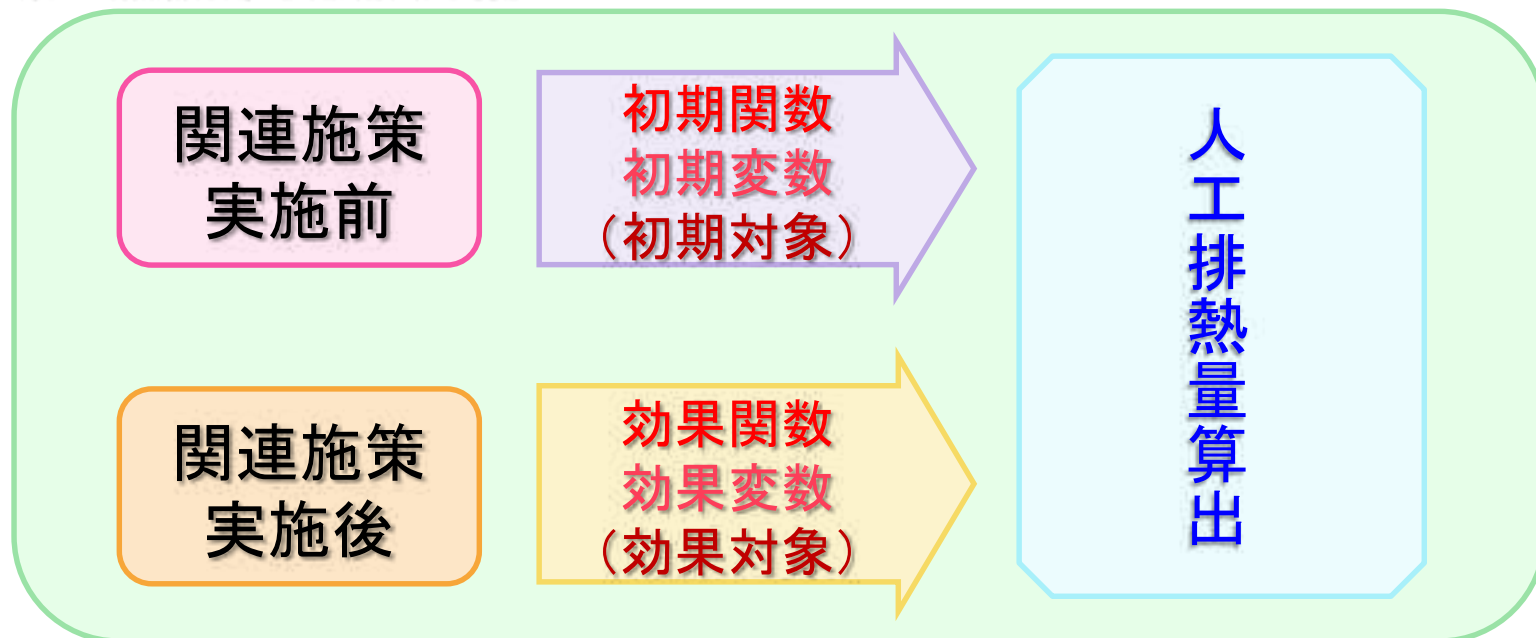 関連施策
実施前
初期関数
初期変数
（初期対象）
関連施策
実施後
効果関数
効果変数
（効果対象）
人工排熱量算出